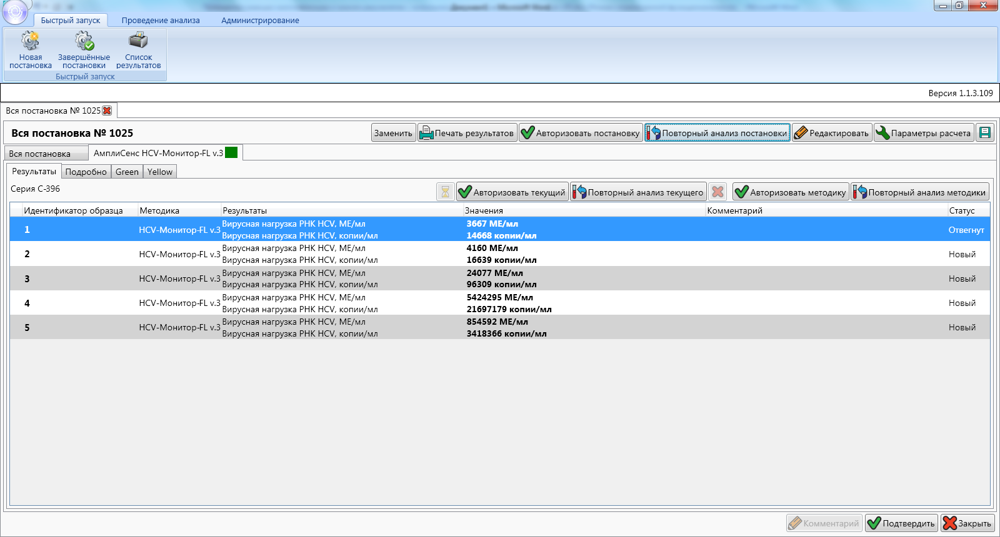 Быстрый запуск Проведение анализа Администрирование
Новая постановка
Завершённые постановки
Список результатов
Быстрый запуск
Версия 1.1.3.109
Вся постановка № 1025
Вся постановка № 1025
Заменить Печать результатов Авторизовать постановку Повторный анализ постановки Редактировать Параметры расчета
Вся постановка АмплиСенс HCV-Монитор-FL v.3
Результаты Подробно Green Yellow
Серия C-396
Авторизовать текущий Повторный анализ текущего Авторизовать методику Повторный анализ методики
Идентификатор образца Методика Результаты Значения Комментарий Статус
1 HCV-Монитор-FL v.3 Вирусная нагрузка РНК HCV, МЕ/мл 3667 МЕ/мл Отвегнут
Вирусная нагрузка РНК HCV, копии/мл 14668 копии/мл
2 HCV-Монитор-FL v.3 Вирусная нагрузка РНК HCV, МЕ/мл 4160 МЕ/мл Новый
Вирусная нагрузка РНК HCV, копии/мл 16639 копии/мл
3 HCV-Монитор-FL v.3 Вирусная нагрузка РНК HCV, МЕ/мл 24077 МЕ/мл Новый
Вирусная нагрузка РНК HCV, копии/мл 96309 копии/мл
4 HCV-Монитор-FL v.3 Вирусная нагрузка РНК HCV, МЕ/мл 5424295 МЕ/мл Новый
Вирусная нагрузка РНК HCV, копии/мл 21697179 копии/мл
5 HCV-Монитор-FL v.3 Вирусная нагрузка РНК HCV, МЕ/мл 854592 МЕ/мл Новый
Вирусная нагрузка РНК HCV, копии/мл 3418366 копии/мл
Комментарий Подтвердить Закрыть